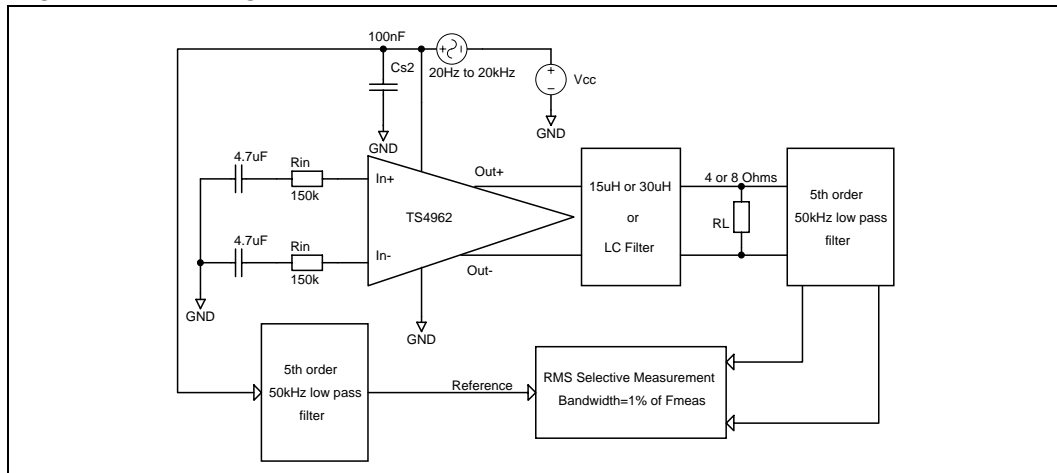 100nF
Cs2
+
-
20Hz to 20kHz
+
-
Vcc
GND
GND
4.7uF
Rin
150k
In+
Out+
TS4962
15uH or 30uH
or
LC Filter
4 or 8 Ohms
RL
5th order
50kHz low pass
filter
4.7uF
Rin
150k
In-
Out-
GND
GND
5th order
50kHz low pass
filter
Reference
RMS Selective Measurement
Bandwidth=1% of Fmeas